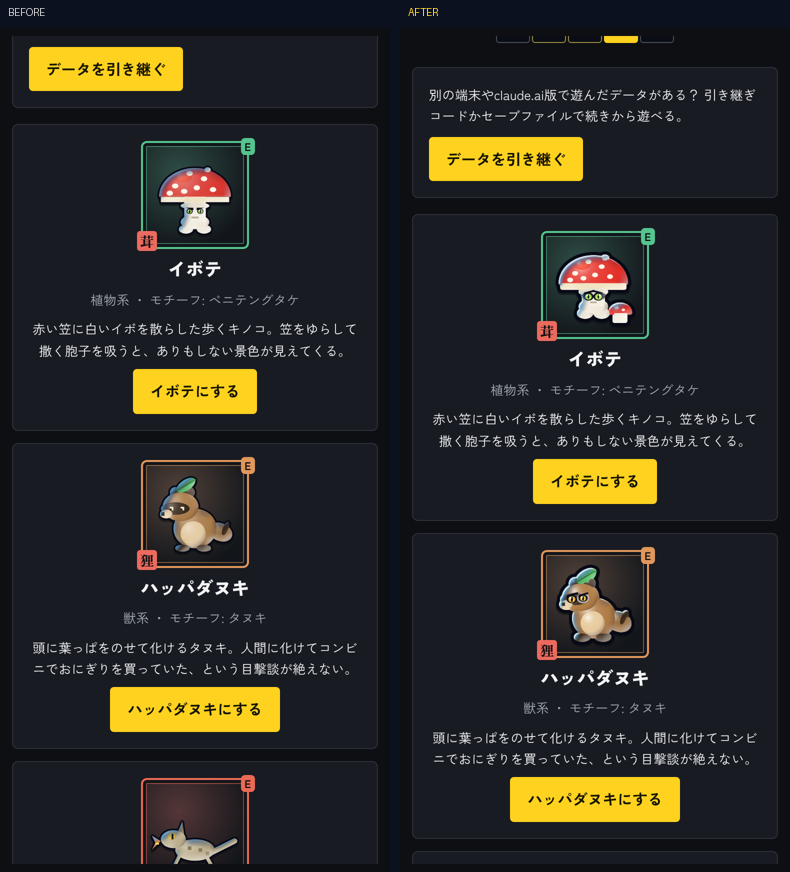 BEFORE
データを引き継ぐ
E
茸
イボテ
植物系 ・ モチーフ: ベニテングタケ
赤い笠に白いイボを散らした歩くキノコ。笠をゆらして
撒く胞子を吸うと、ありもしない景色が見えてくる。
イボテにする
E
狸
ハッパダヌキ
獣系 ・ モチーフ: タヌキ
頭に葉っぱをのせて化けるタヌキ。人間に化けてコンビ
ニでおにぎりを買っていた、という目撃談が絶えない。
ハッパダヌキにする
E
AFTER
別の端末やclaude.ai版で遊んだデータがある？ 引き継ぎ
コードかセーブファイルで続きから遊べる。
データを引き継ぐ
E
茸
イボテ
植物系 ・ モチーフ: ベニテングタケ
赤い笠に白いイボを散らした歩くキノコ。笠をゆらして
撒く胞子を吸うと、ありもしない景色が見えてくる。
イボテにする
E
狸
ハッパダヌキ
獣系 ・ モチーフ: タヌキ
頭に葉っぱをのせて化けるタヌキ。人間に化けてコンビ
ニでおにぎりを買っていた、という目撃談が絶えない。
ハッパダヌキにする